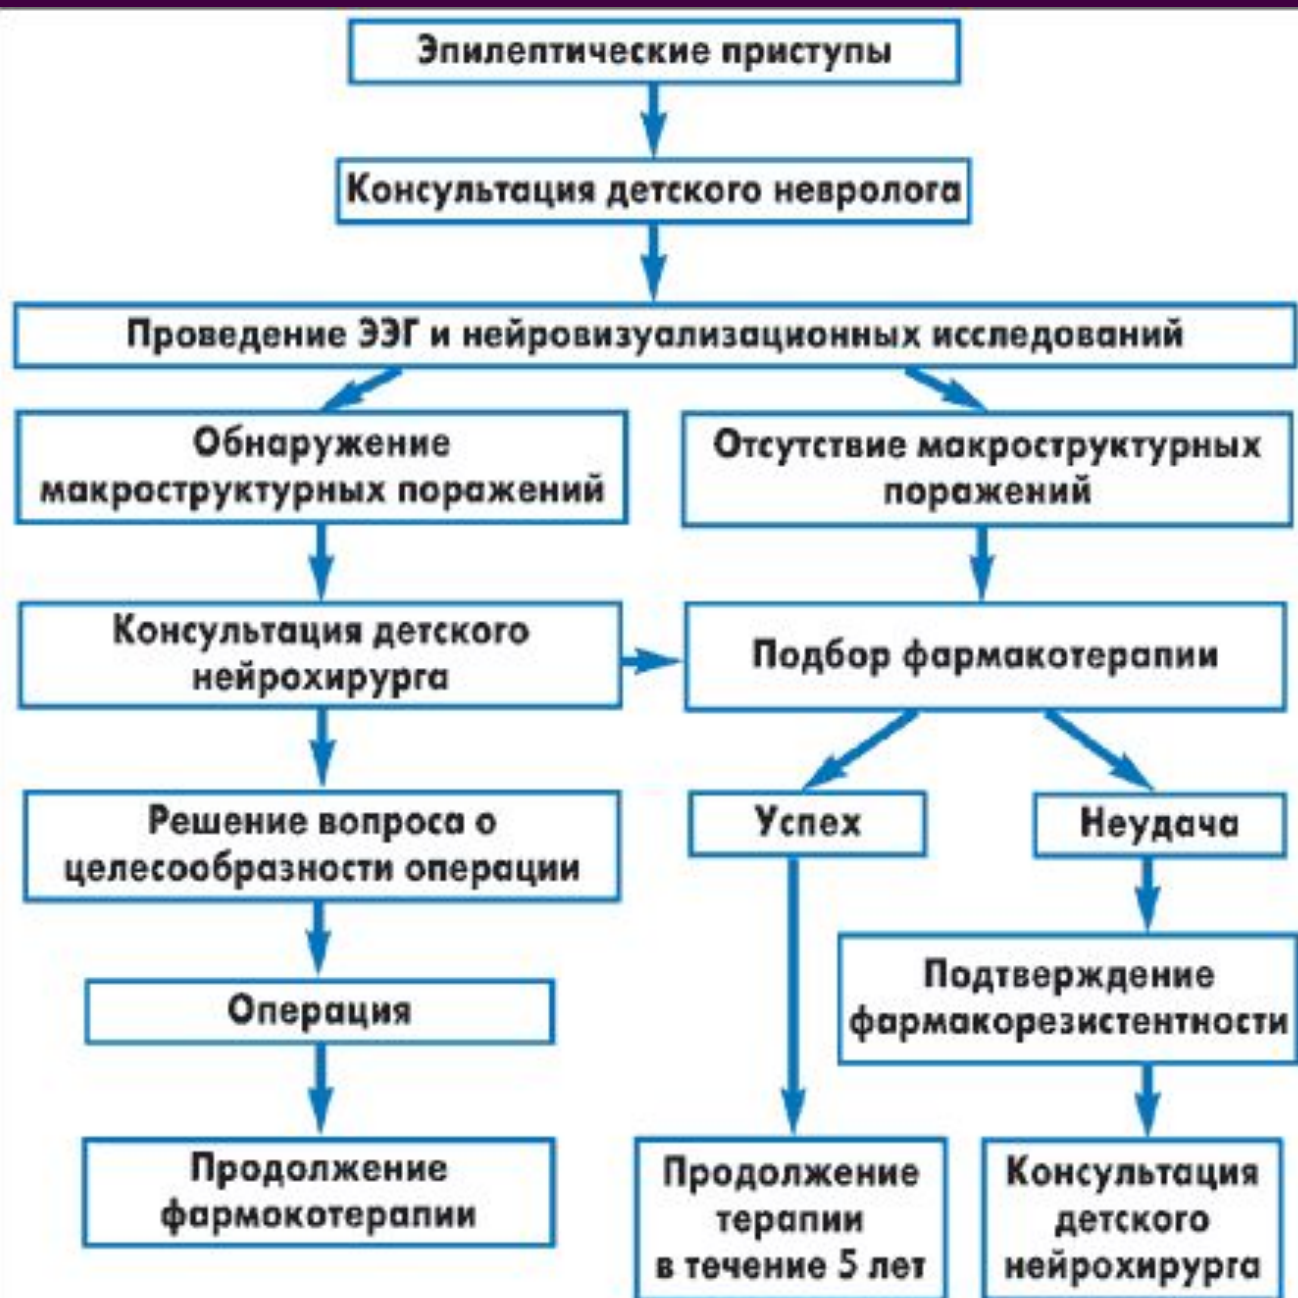 Эпилептические приступы
Консультация детского невролога
Проведение ЭЭГ и нейровизуализационных исследований
Обнаружение
макроструктурных поражений
Отсутствие макроструктурных
поражений
Консультация детского
нейрохирурга
Подбор фармакотерапии
Решение вопроса о
целесообразности операции
Успех
Неудача
Операция
Подтверждение
фармакорезистентности
Продолжение
фармокотерапии
Продолжение
терапии
в течение 5 лет
Консультация
детского
нейрохирурга